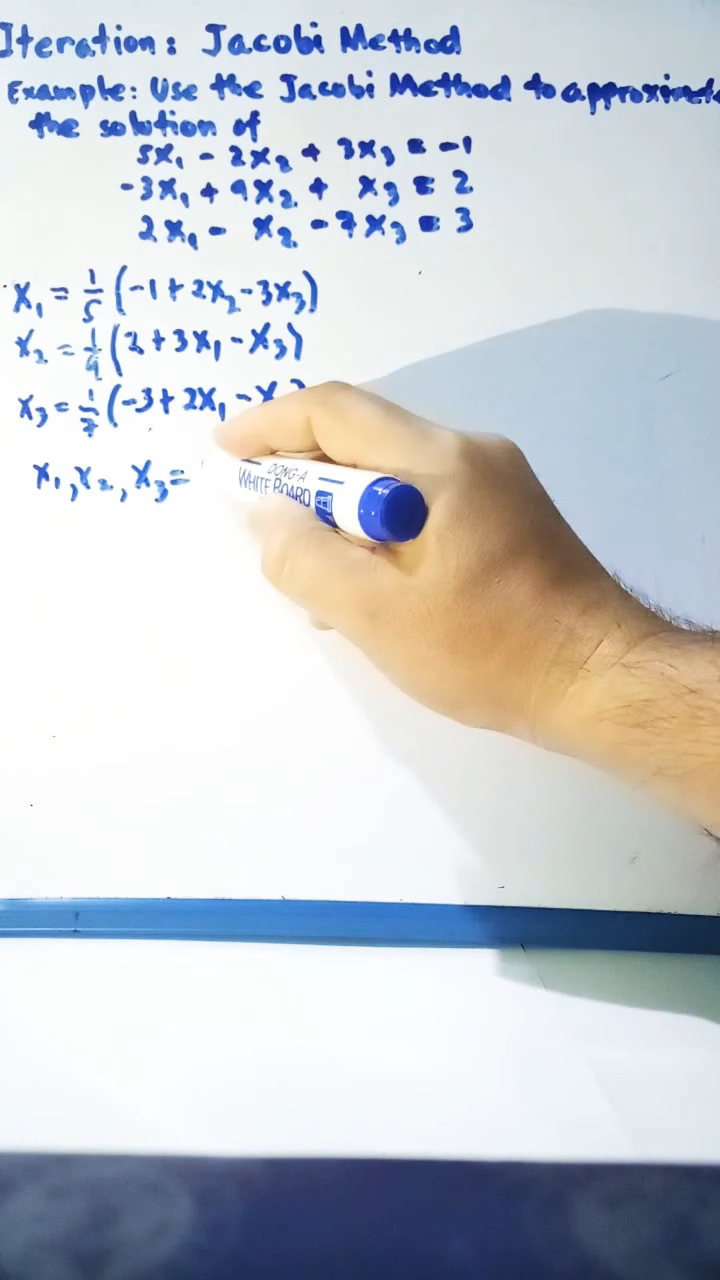 Iteration: Jacobi Method
Example: Use the Jacobi Method to approximate
the solution of
5x₁ - 2x₂ + 3x₃ = -1
-3x₁ + 9x₂ + x₃ = 2
2x₁ - x₂ - 7x₃ = 3
x₁ = 1/5 (-1 + 2x₂ - 3x₃)
x₂ = 1/9 (2 + 3x₁ - x₃)
x₃ = 1/7 (-3 + 2x₁ - x
x₁, x₂, x₃ =
DONG-A
WHITE BOARD